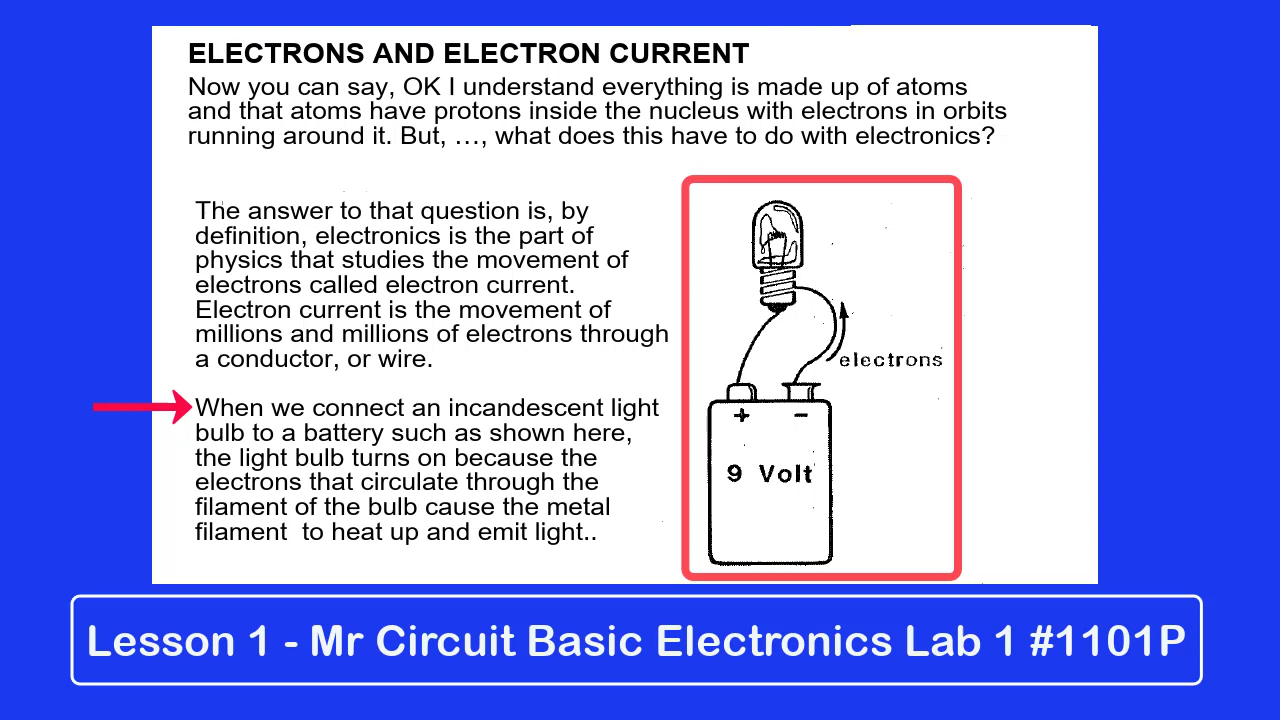 ELECTRONS AND ELECTRON CURRENT
Now you can say, OK I understand everything is made up of atoms
and that atoms have protons inside the nucleus with electrons in orbits
running around it. But, …, what does this have to do with electronics?
The answer to that question is, by
definition, electronics is the part of
physics that studies the movement of
electrons called electron current.
Electron current is the movement of
millions and millions of electrons through
a conductor, or wire.
When we connect an incandescent light
bulb to a battery such as shown here,
the light bulb turns on because the
electrons that circulate through the
filament of the bulb cause the metal
filament  to heat up and emit light..
electrons
+ −
9 Volt
Lesson 1 - Mr Circuit Basic Electronics Lab 1 #1101P